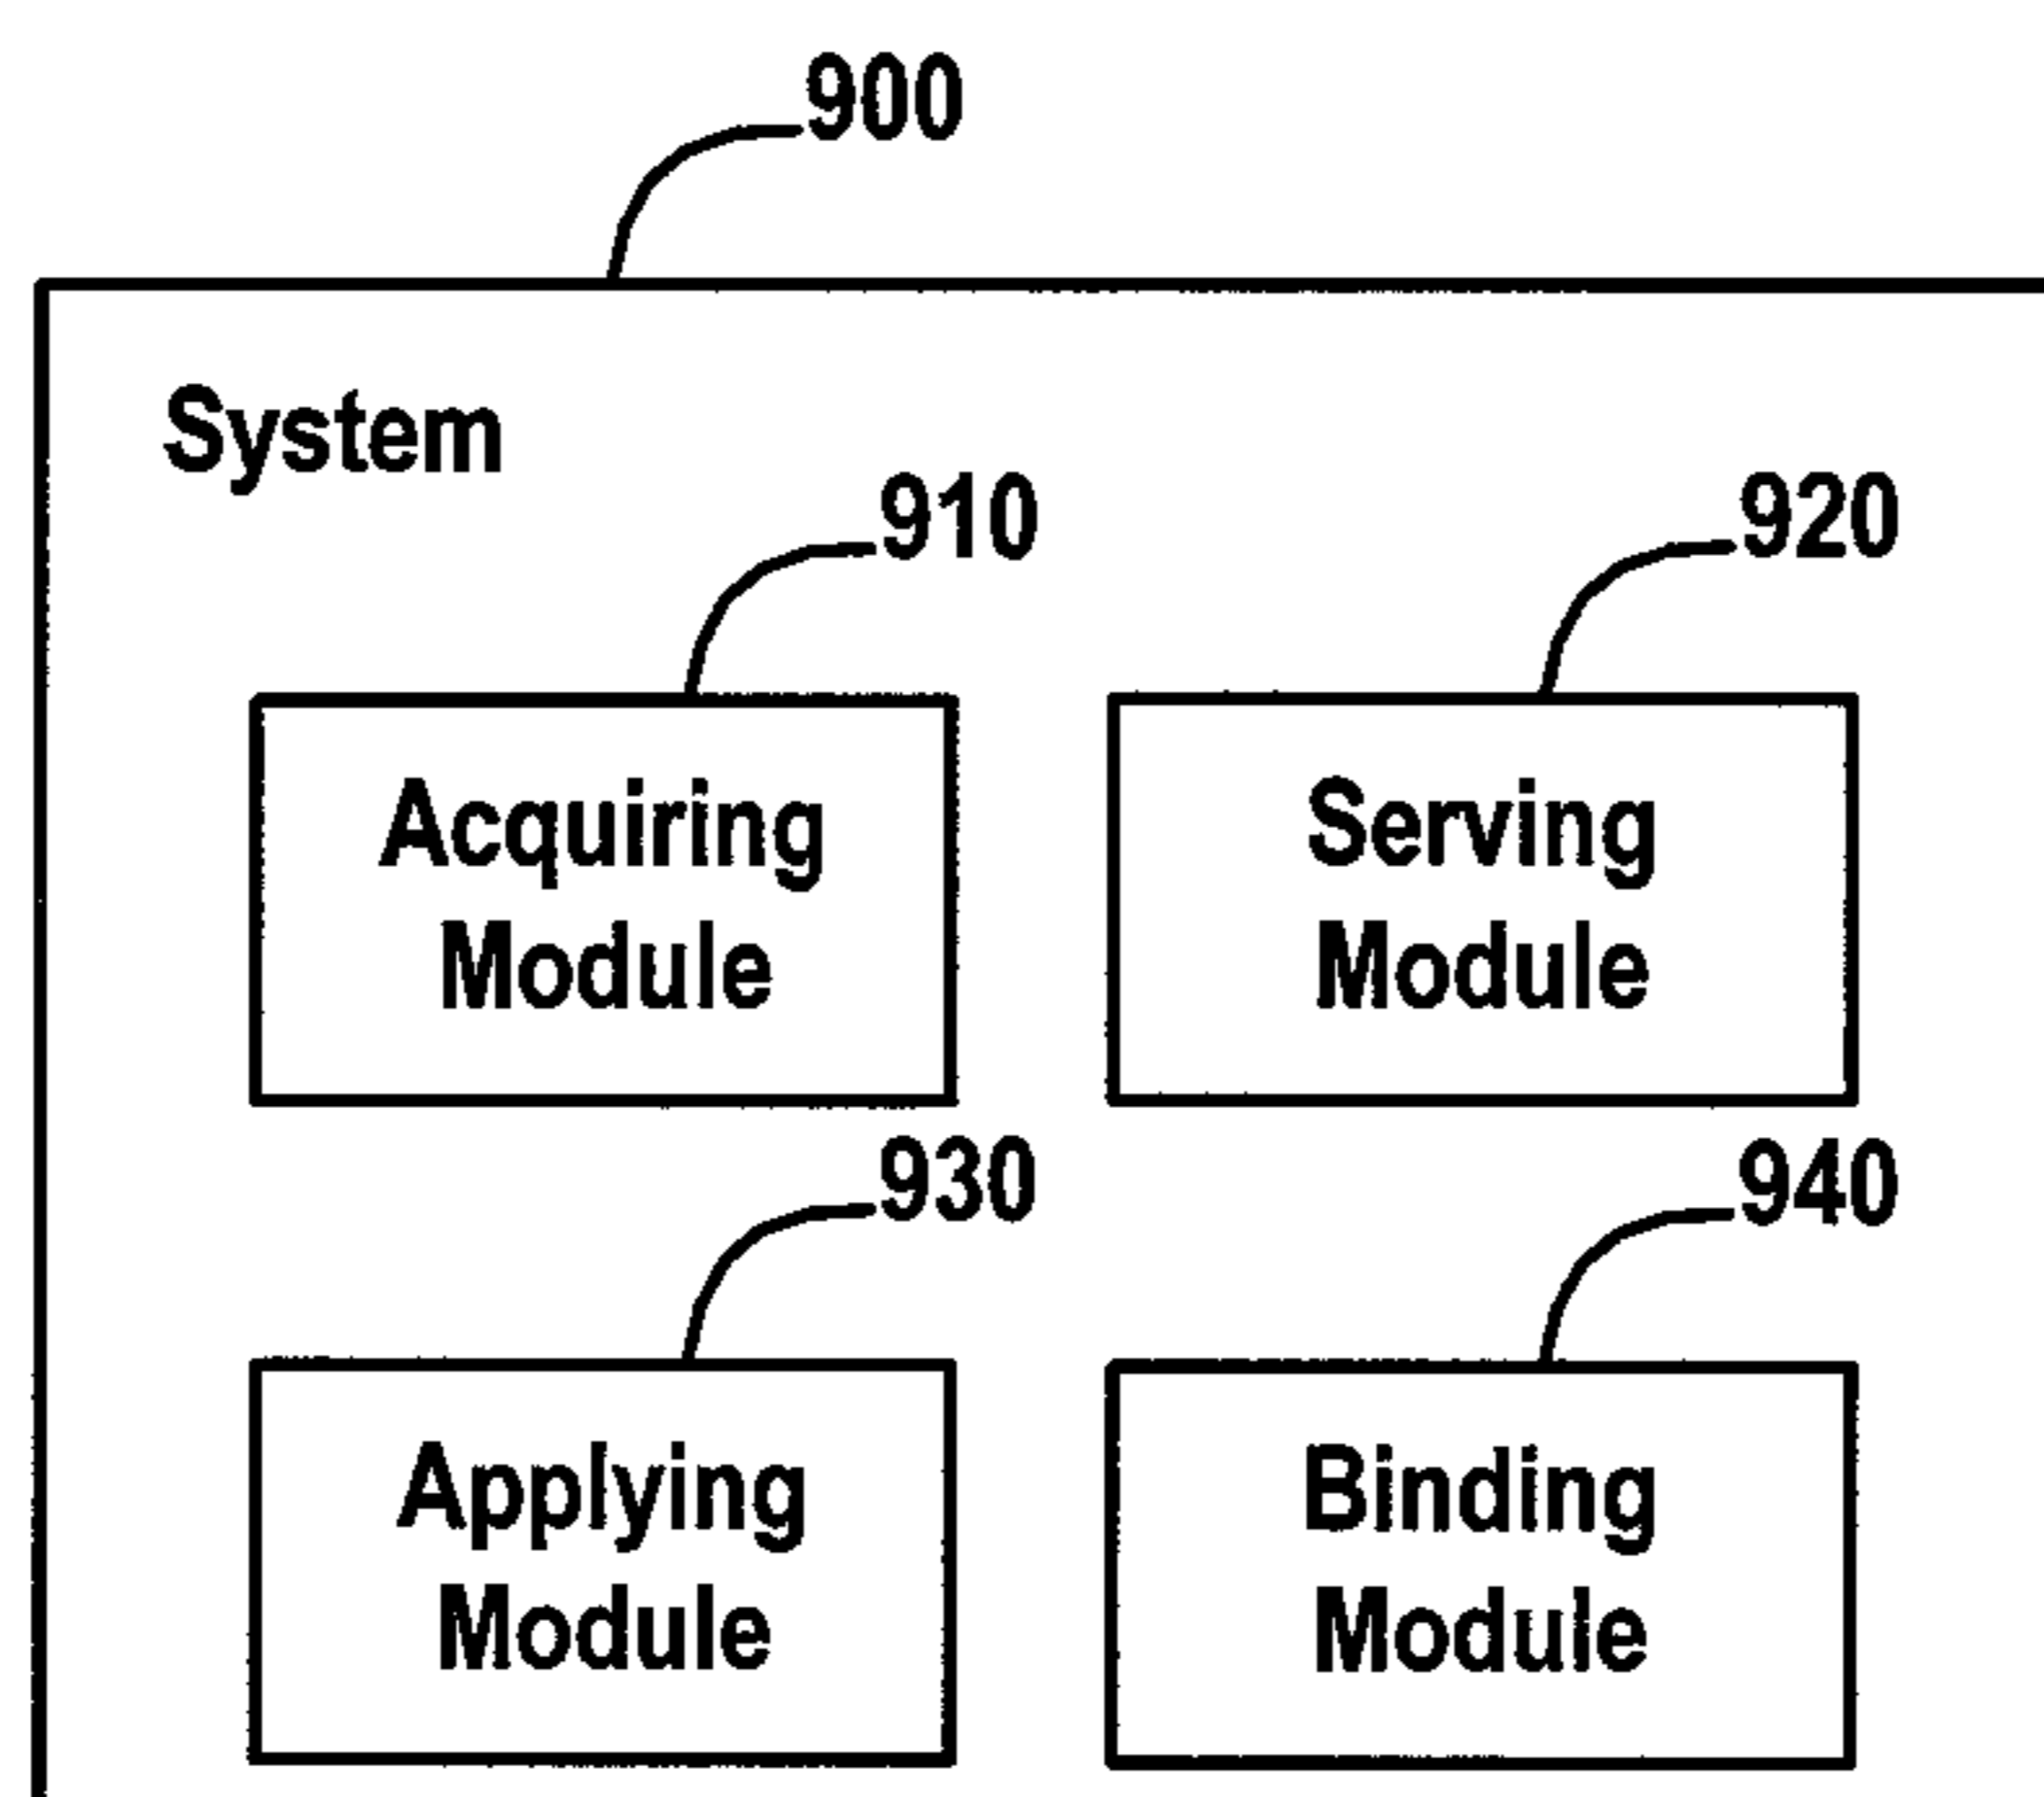 900
System
910
920
Acquiring
Module
Serving
Module
930
940
Applying
Module
Binding
Module